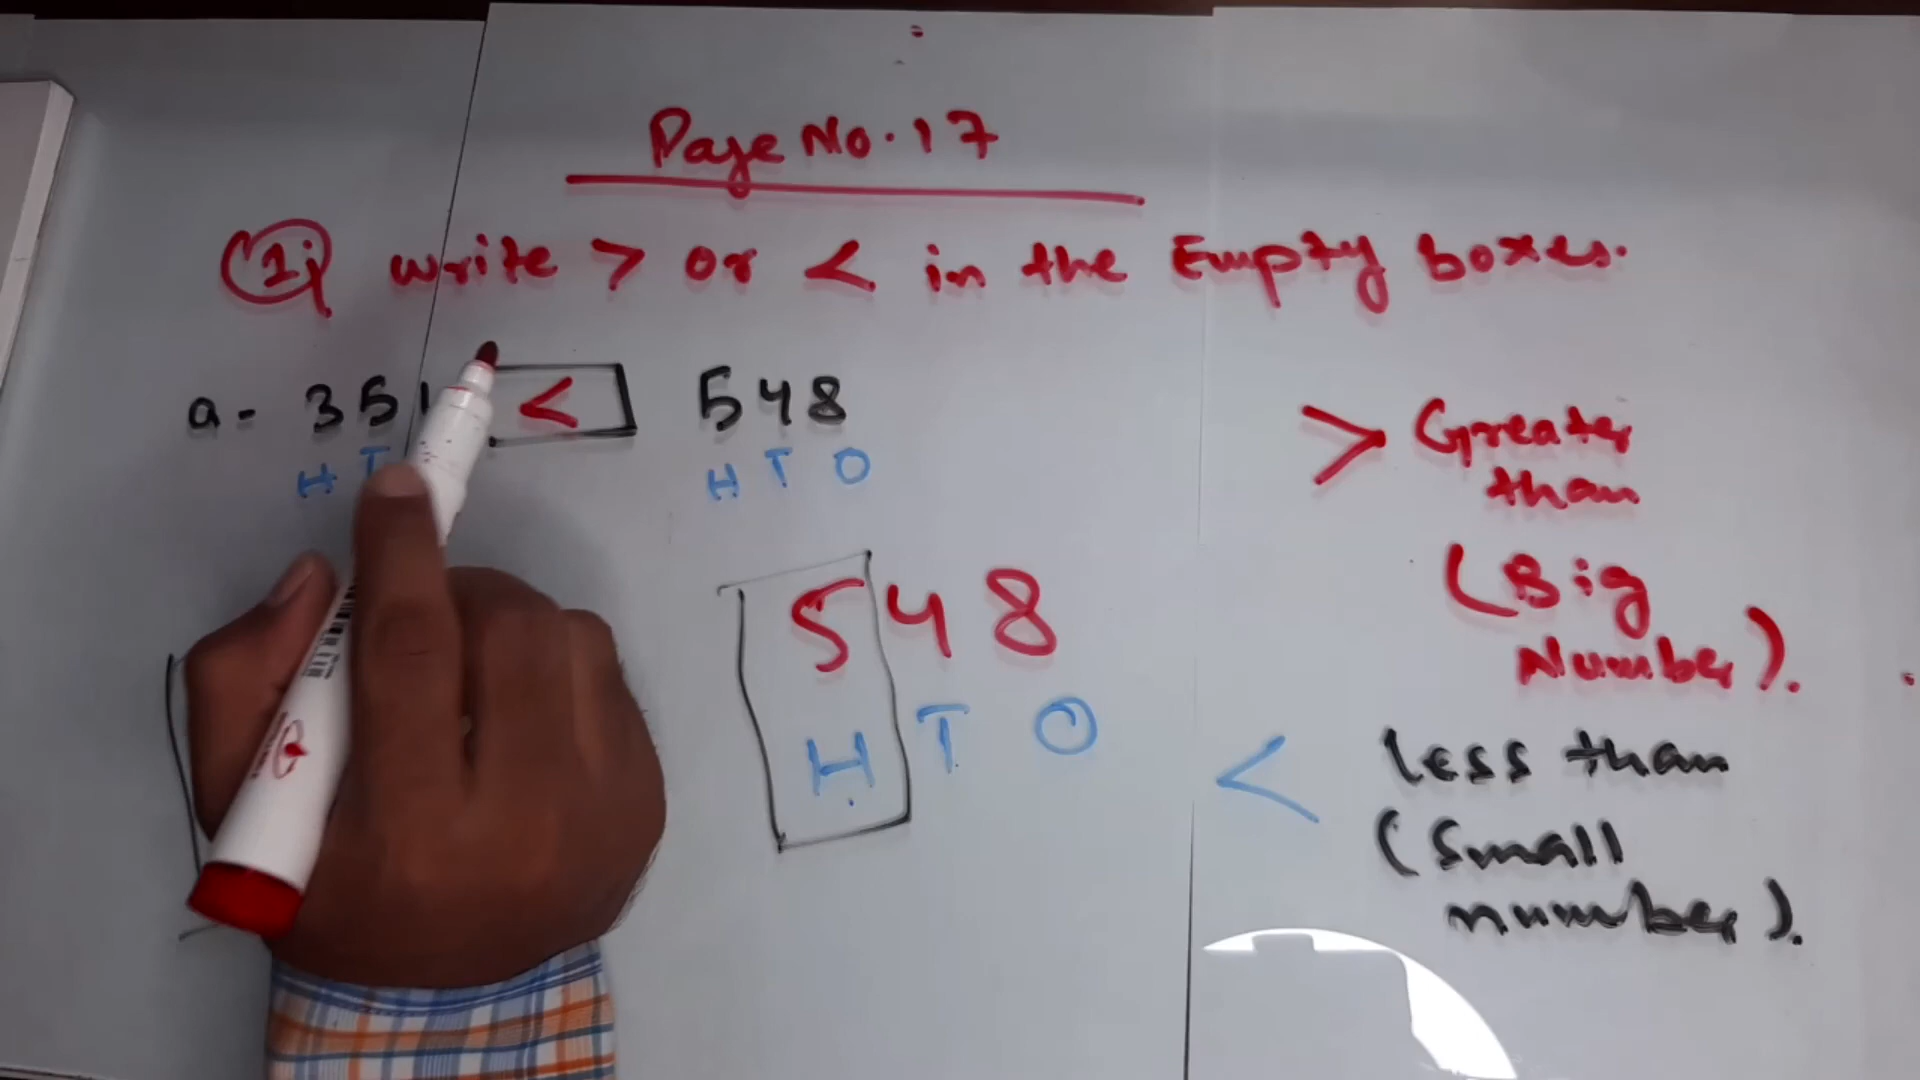 Page No. 17
1) write > or < in the Empty boxes.
a - 351 < 548
H T H T O
548
H T O
> Greater
than
(Big
Number).
< less than
(Small
number).